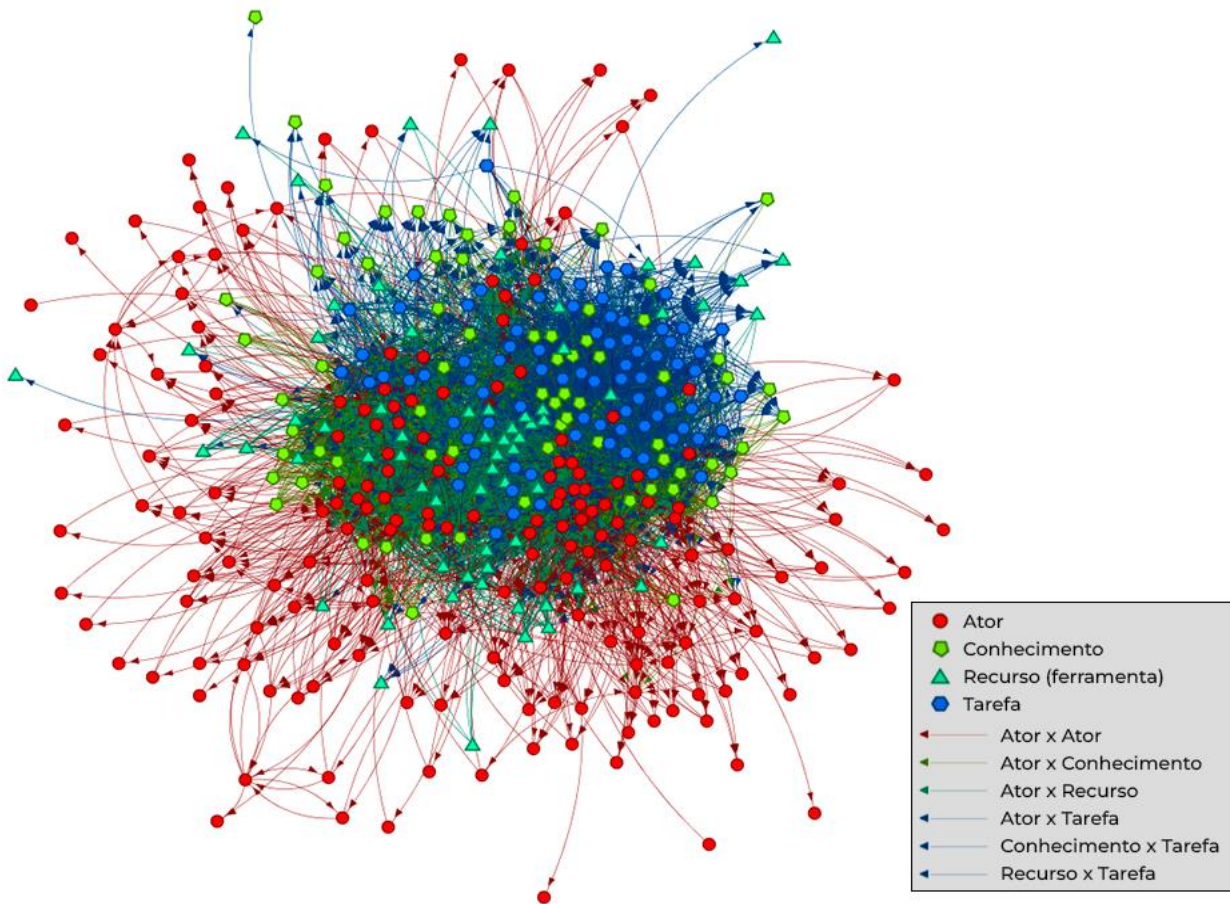 Ator
Conhecimento
Recurso (ferramenta)
Tarefa
Ator x Ator
Ator x Conhecimento
Ator x Recurso
Ator x Tarefa
Conhecimento x Tarefa
Recurso x Tarefa